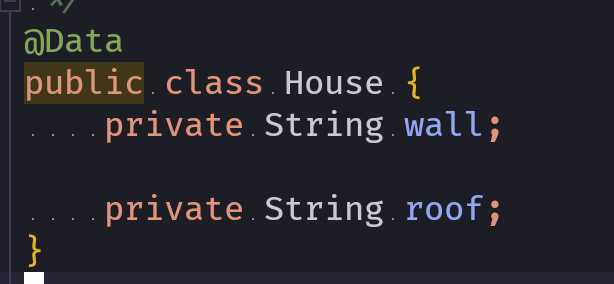 */
@Data
public class House {
    private String wall;
    private String roof;
}